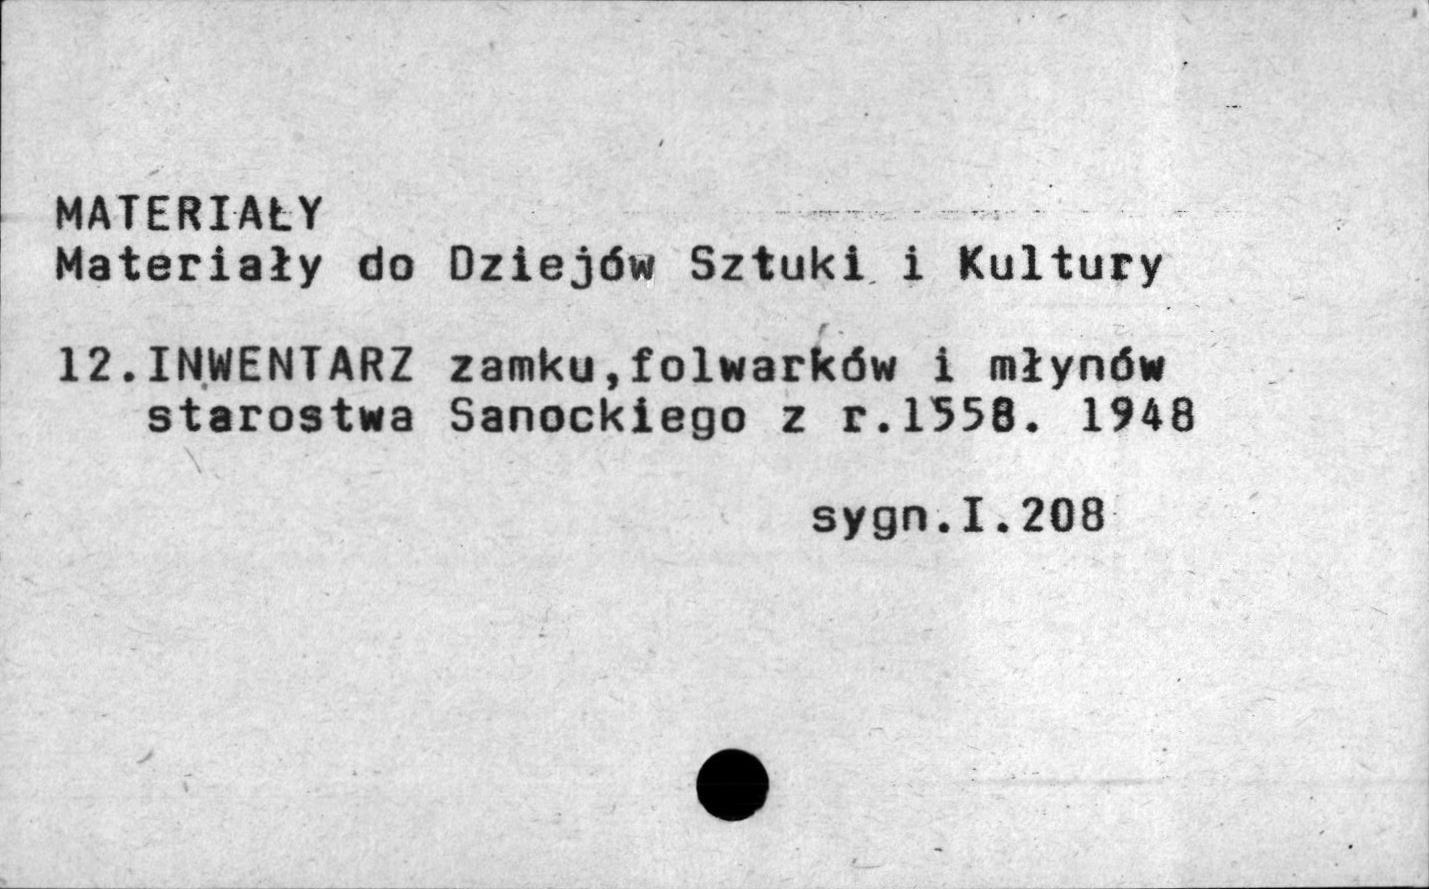 MATERIAŁY
Materiały do Dziejów Sztuki i Kultury
12.INWENTARZ zamku,folwarków i młynów
starostwa Sanockiego z r.1558. 1948
sygn.I.208